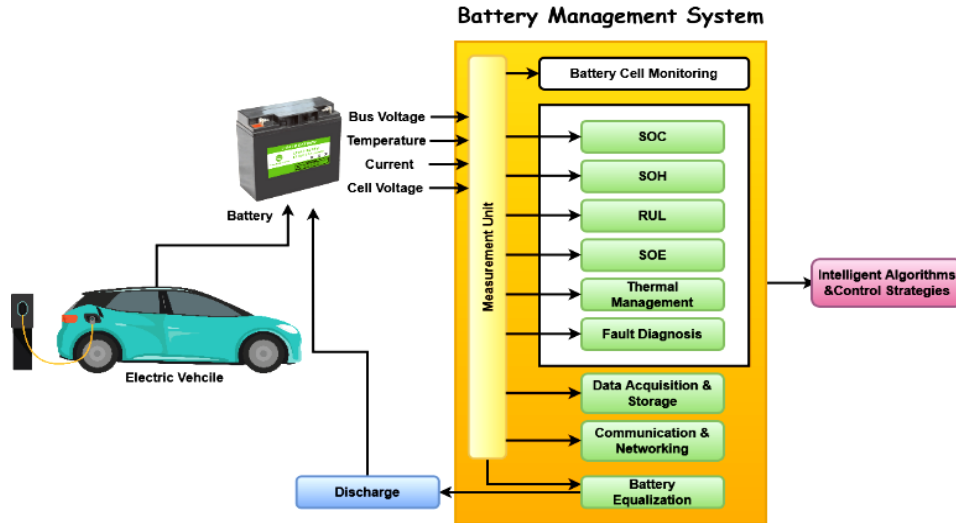 Battery Management System
Battery Cell Monitoring
Bus Voltage
Temperature
Current
Cell Voltage
Battery
Measurement Unit
SOC
SOH
RUL
SOE
Thermal
Management
Fault Diagnosis
Intelligent Algorithms
&Control Strategies
Electric Vehcile
Data Acquisition &
Storage
Communication &
Networking
Battery
Equalization
Discharge